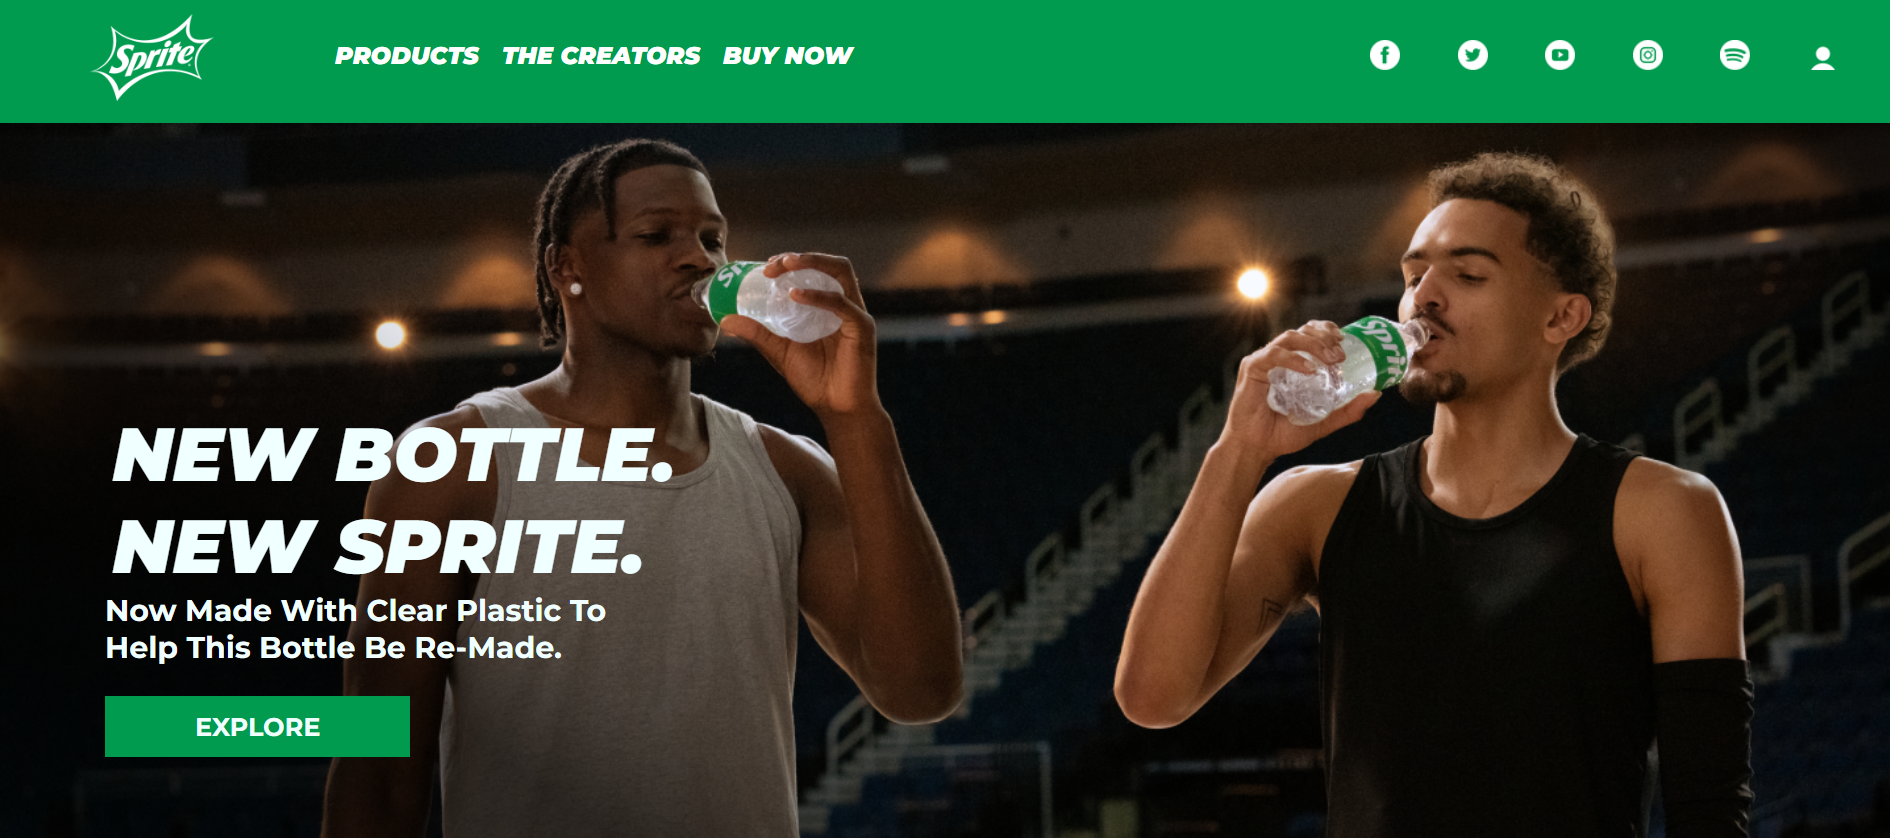 Sprite
PRODUCTS THE CREATORS BUY NOW
NEW BOTTLE.
NEW SPRITE.
Now Made With Clear Plastic To
Help This Bottle Be Re-Made.
EXPLORE
Sprit